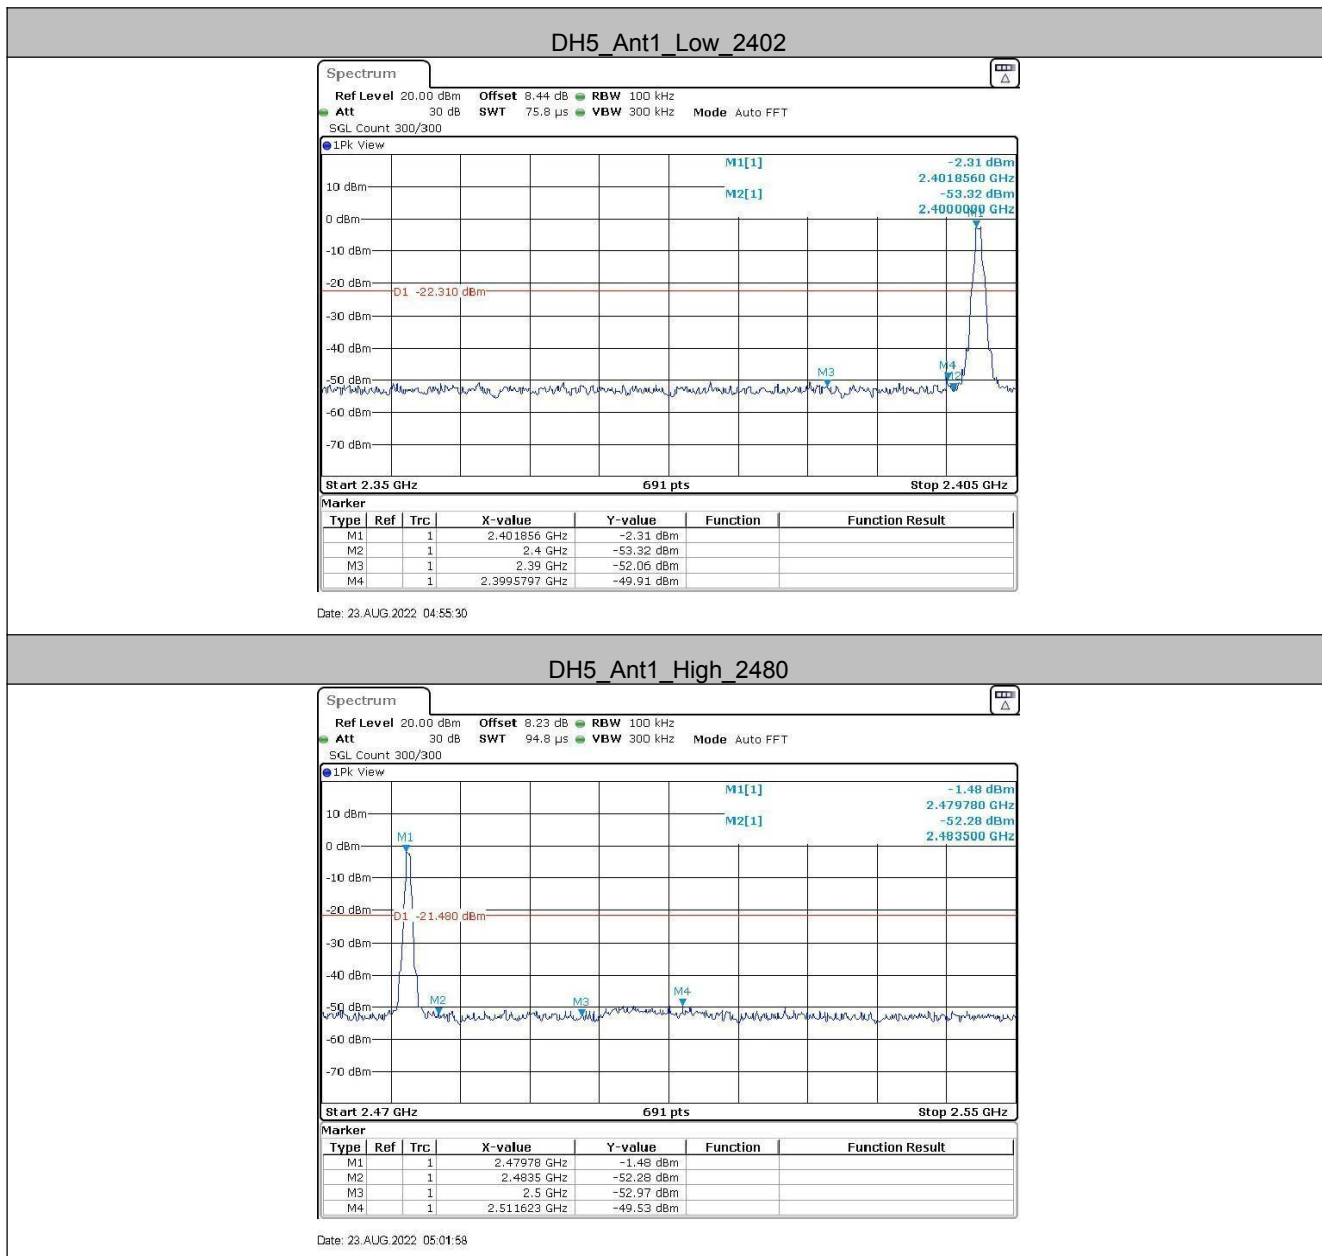 DH5_Ant1_Low_2402
Spectrum
Ref Level 20.00 dBm Offset 8.44 dB RBW 100 kHz
Att 30 dB SWT 75.8 µs VBW 300 kHz Mode Auto FFT
SGL Count 300/300
1Pk View
M1[1] -2.31 dBm
2.4018560 GHz
M2[1] -53.32 dBm
2.4000000 GHz
M1
10 dBm
0 dBm
-10 dBm
-20 dBm
D1 -22.310 dBm
-30 dBm
-40 dBm
M3 M4
-50 dBm M2
-60 dBm
-70 dBm
Start 2.35 GHz 691 pts Stop 2.405 GHz
Marker
Type Ref Trc X-value Y-value Function Function Result
M1 1 2.401856 GHz -2.31 dBm
M2 1 2.4 GHz -53.32 dBm
M3 1 2.39 GHz -52.06 dBm
M4 1 2.3995797 GHz -49.91 dBm
Date: 23.AUG.2022 04:55:30
DH5_Ant1_High_2480
Spectrum
Ref Level 20.00 dBm Offset 8.23 dB RBW 100 kHz
Att 30 dB SWT 94.8 µs VBW 300 kHz Mode Auto FFT
SGL Count 300/300
1Pk View
M1[1] -1.48 dBm
2.479780 GHz
M2[1] -52.28 dBm
2.483500 GHz
10 dBm
M1
0 dBm
-10 dBm
-20 dBm
D1 -21.480 dBm
-30 dBm
-40 dBm
M2 M3 M4
-50 dBm
-60 dBm
-70 dBm
Start 2.47 GHz 691 pts Stop 2.55 GHz
Marker
Type Ref Trc X-value Y-value Function Function Result
M1 1 2.47978 GHz -1.48 dBm
M2 1 2.4835 GHz -52.28 dBm
M3 1 2.5 GHz -52.97 dBm
M4 1 2.511623 GHz -49.53 dBm
Date: 23.AUG.2022 05:01:58